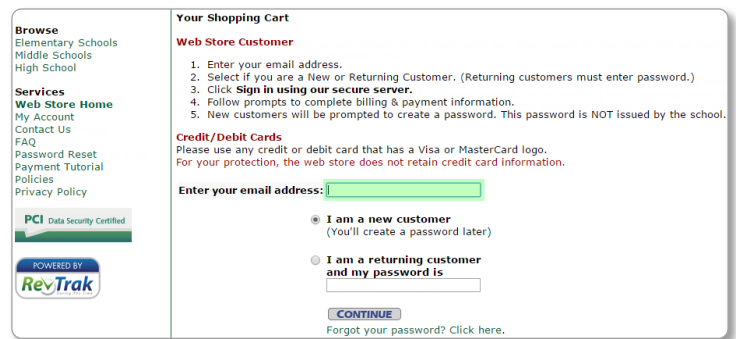 Browse
Elementary Schools
Middle Schools
High School
Services
Web Store Home
My Account
Contact Us
FAQ
Password Reset
Payment Tutorial
Policies
Privacy Policy
PCI Data Security Certified
POWERED BY
RevTrak
Your Shopping Cart
Web Store Customer
1. Enter your email address.
2. Select if you are a New or Returning Customer. (Returning customers must enter password.)
3. Click Sign in using our secure server.
4. Follow prompts to complete billing & payment information.
5. New customers will be prompted to create a password. This password is NOT issued by the school.
Credit/Debit Cards
Please use any credit or debit card that has a Visa or MasterCard logo.
For your protection, the web store does not retain credit card information.
Enter your email address:
I am a new customer
(You'll create a password later)
I am a returning customer
and my password is
CONTINUE
Forgot your password? Click here.